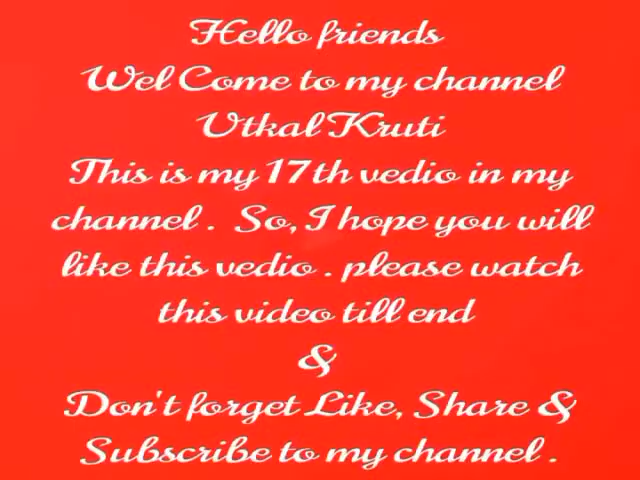 Hello friends
Wel Come to my channel
Utkal Kruti
This is my 17th vedio in my
channel . So, I hope you will
like this vedio . please watch
this video till end
&
Don't forget Like, Share &
Subscribe to my channel .